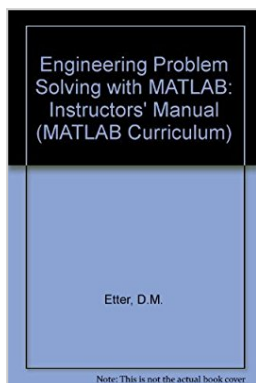 Engineering Problem
Solving with MATLAB:
Instructors' Manual
(MATLAB Curriculum)
Etter, D.M.
Note: This is not the actual book cover